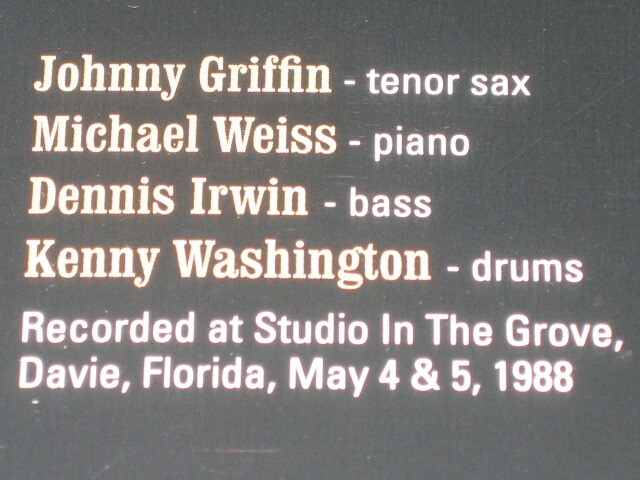 Johnny Griffin - tenor sax
Michael Weiss - piano
Dennis Irwin - bass
Kenny Washington - drums
Recorded at Studio In The Grove,
Davie, Florida, May 4 & 5, 1988